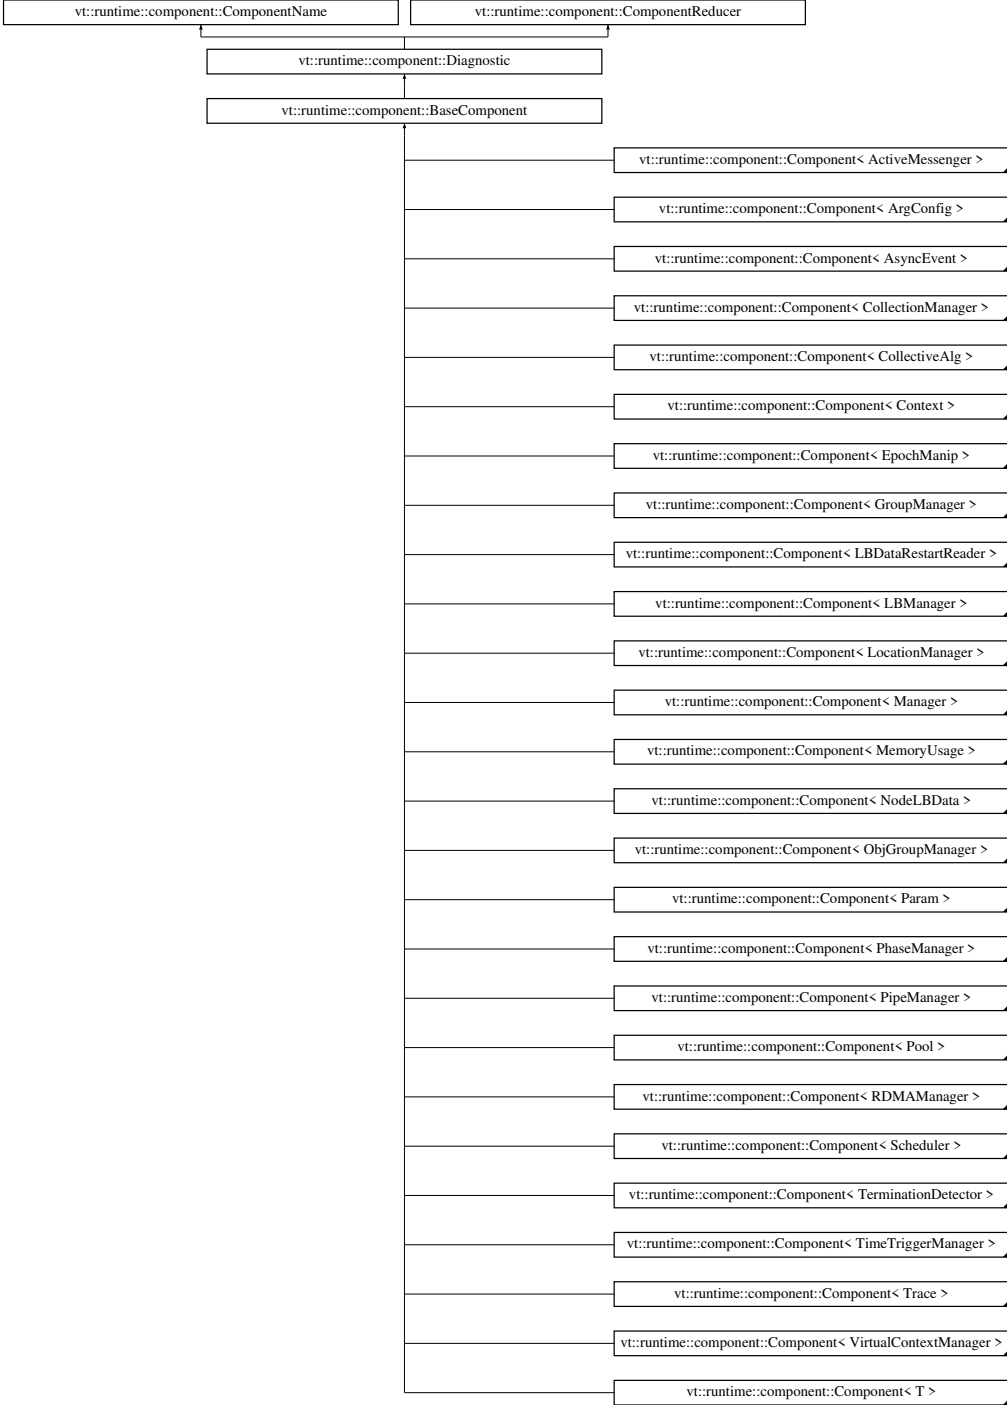 vt::runtime::component::ComponentName
vt::runtime::component::ComponentReducer
vt::runtime::component::Diagnostic
vt::runtime::component::BaseComponent
vt::runtime::component::Component< ActiveMessenger >
vt::runtime::component::Component< ArgConfig >
vt::runtime::component::Component< AsyncEvent >
vt::runtime::component::Component< CollectionManager >
vt::runtime::component::Component< CollectiveAlg >
vt::runtime::component::Component< Context >
vt::runtime::component::Component< EpochManip >
vt::runtime::component::Component< GroupManager >
vt::runtime::component::Component< LBDataRestartReader >
vt::runtime::component::Component< LBManager >
vt::runtime::component::Component< LocationManager >
vt::runtime::component::Component< Manager >
vt::runtime::component::Component< MemoryUsage >
vt::runtime::component::Component< NodeLBData >
vt::runtime::component::Component< ObjGroupManager >
vt::runtime::component::Component< Param >
vt::runtime::component::Component< PhaseManager >
vt::runtime::component::Component< PipeManager >
vt::runtime::component::Component< Pool >
vt::runtime::component::Component< RDMAManager >
vt::runtime::component::Component< Scheduler >
vt::runtime::component::Component< TerminationDetector >
vt::runtime::component::Component< TimeTriggerManager >
vt::runtime::component::Component< Trace >
vt::runtime::component::Component< VirtualContextManager >
vt::runtime::component::Component< T >